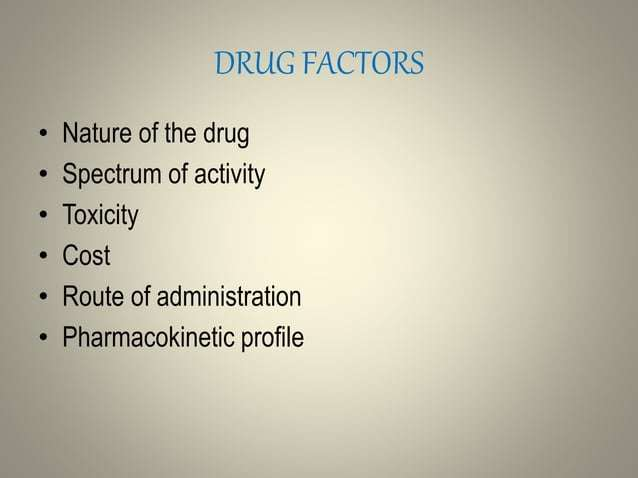 DRUG FACTORS
• Nature of the drug
• Spectrum of activity
• Toxicity
• Cost
• Route of administration
• Pharmacokinetic profile